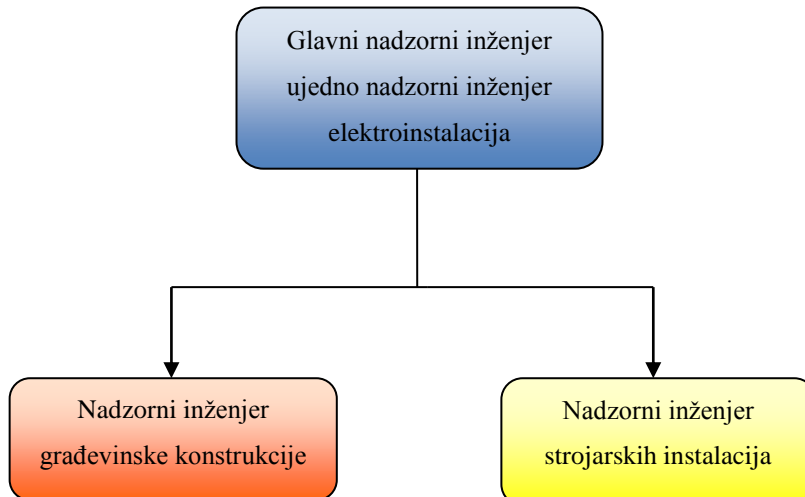 Glavni nadzorni inženjer
ujedno nadzorni inženjer
elektroinstalacija
Nadzorni inženjer
građevinske konstrukcije
Nadzorni inženjer
strojarskih instalacija